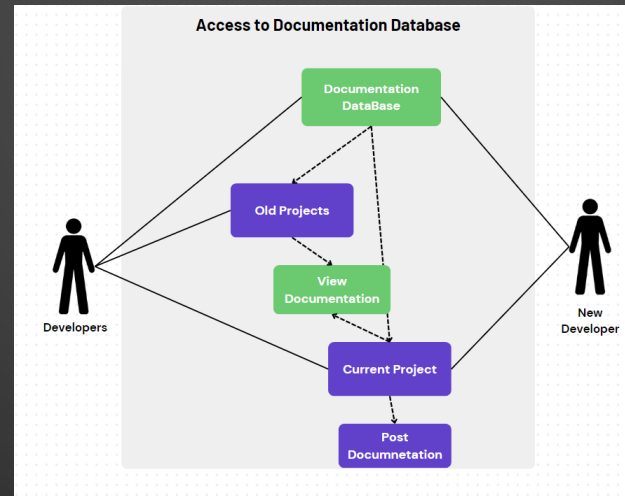 Access to Documentation Database
Documentation
DataBase
Old Projects
View
Documentation
Developers
New
Developer
Current Project
Post
Documnetation